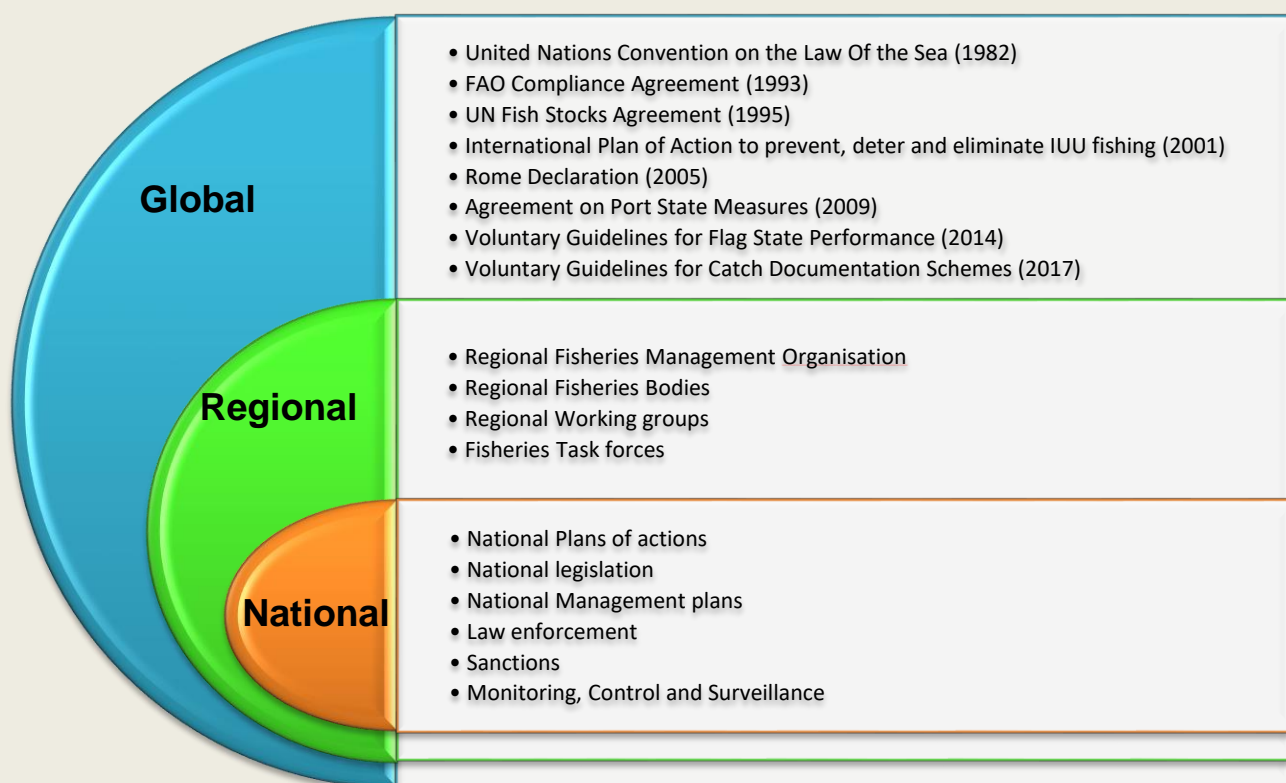 Global
• United Nations Convention on the Law Of the Sea (1982)
• FAO Compliance Agreement (1993)
• UN Fish Stocks Agreement (1995)
• International Plan of Action to prevent, deter and eliminate IUU fishing (2001)
• Rome Declaration (2005)
• Agreement on Port State Measures (2009)
• Voluntary Guidelines for Flag State Performance (2014)
• Voluntary Guidelines for Catch Documentation Schemes (2017)
Regional
• Regional Fisheries Management Organisation
• Regional Fisheries Bodies
• Regional Working groups
• Fisheries Task forces
National
• National Plans of actions
• National legislation
• National Management plans
• Law enforcement
• Sanctions
• Monitoring, Control and Surveillance